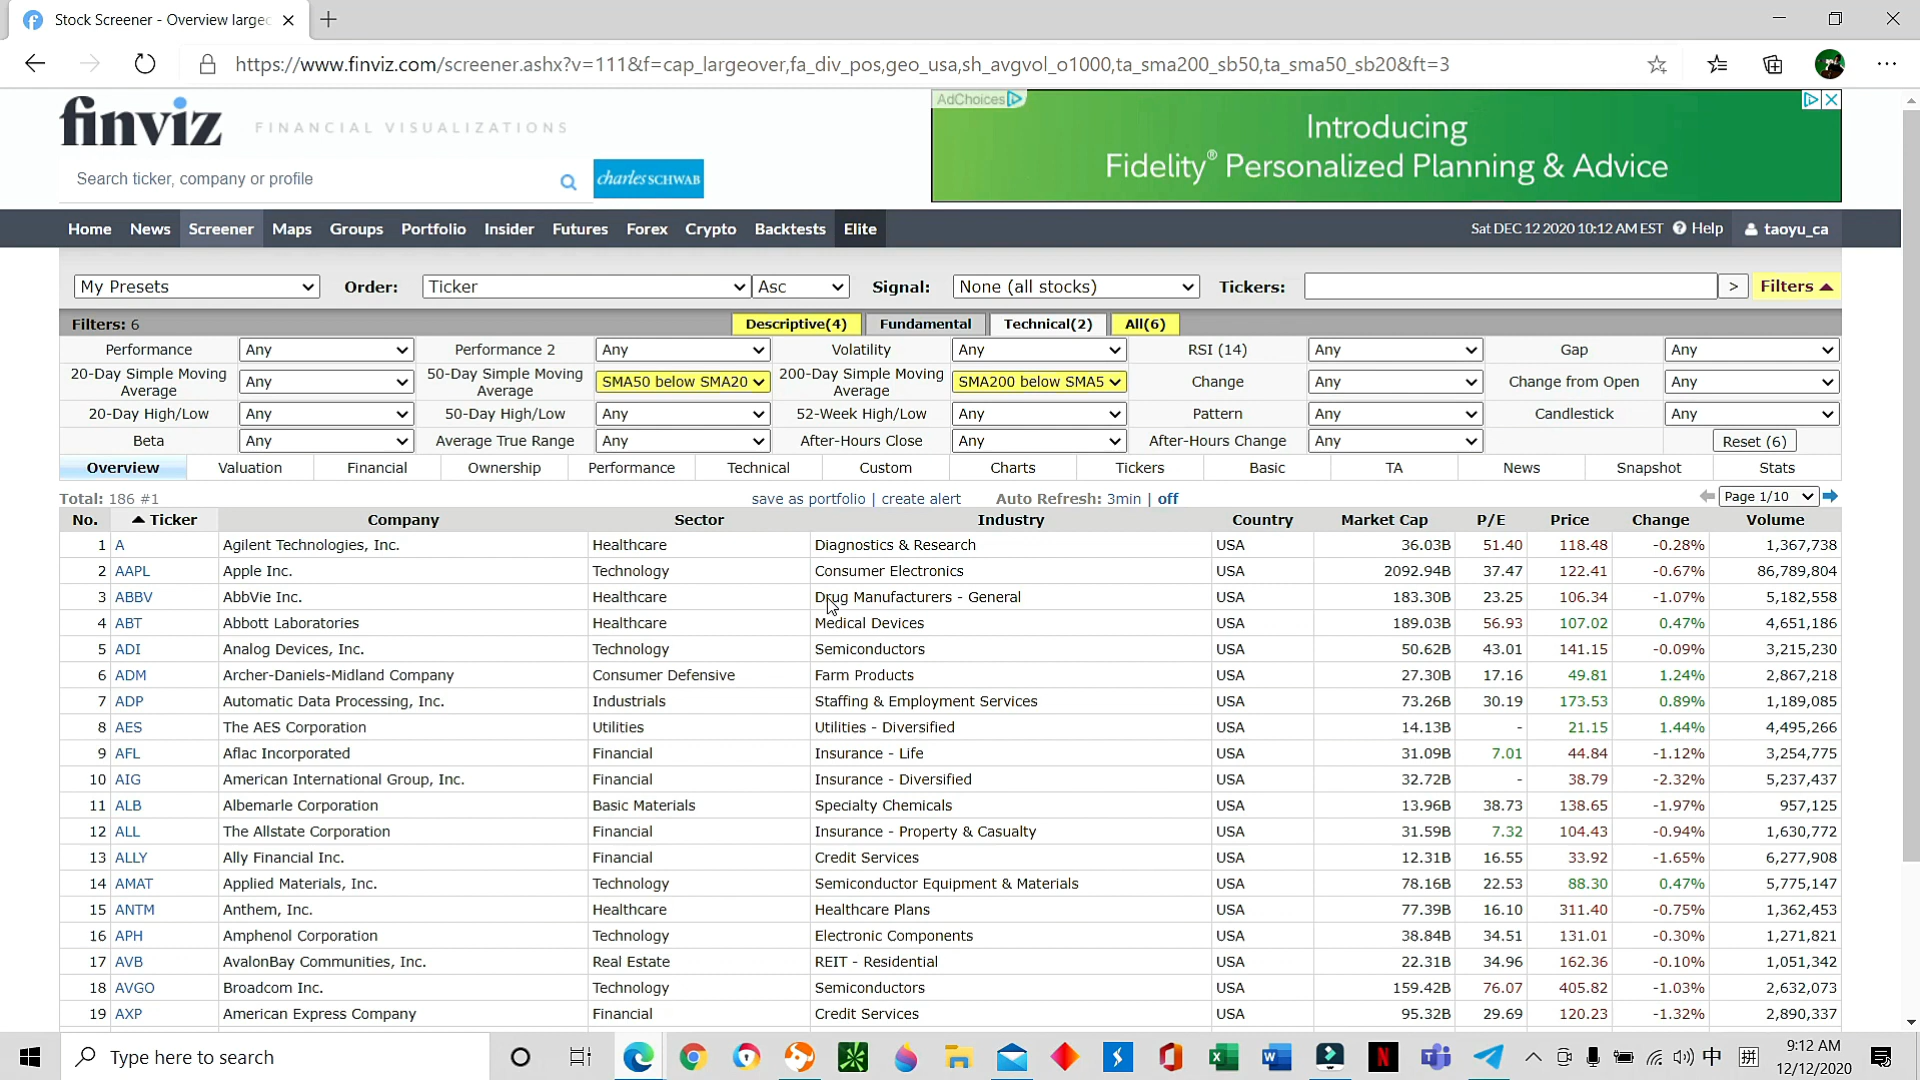 Stock Screener - Overview large
https://www.finviz.com/screener.ashx?v=111&f=cap_largeover,fa_div_pos,geo_usa,sh_avgvol_o1000,ta_sma200_sb50,ta_sma50_sb20&ft=3
finviz FINANCIAL VISUALIZATIONS
AdChoices
Introducing
Fidelity® Personalized Planning & Advice
Search ticker, company or profile charles SCHWAB
Home News Screener Maps Groups Portfolio Insider Futures Forex Crypto Backtests Elite Sat DEC 12 2020 10:12 AM EST Help taoyu_ca
My Presets Order: Ticker Asc Signal: None (all stocks) Tickers: > Filters
Filters: 6 Descriptive(4) Fundamental Technical(2) All(6)
Performance Any Performance 2 Any Volatility Any RSI (14) Any Gap Any
20-Day Simple Moving Average Any 50-Day Simple Moving Average SMA50 below SMA20 200-Day Simple Moving Average SMA200 below SMA5 Change Any Change from Open Any
20-Day High/Low Any 50-Day High/Low Any 52-Week High/Low Any Pattern Any Candlestick Any
Beta Any Average True Range Any After-Hours Close Any After-Hours Change Any Reset (6)
Overview Valuation Financial Ownership Performance Technical Custom Charts Tickers Basic TA News Snapshot Stats
Total: 186 #1 save as portfolio | create alert Auto Refresh: 3min | off Page 1/10
No. Ticker Company Sector Industry Country Market Cap P/E Price Change Volume
1 A Agilent Technologies, Inc. Healthcare Diagnostics & Research USA 36.03B 51.40 118.48 -0.28% 1,367,738
2 AAPL Apple Inc. Technology Consumer Electronics USA 2092.94B 37.47 122.41 -0.67% 86,789,804
3 ABBV AbbVie Inc. Healthcare Drug Manufacturers - General USA 183.30B 23.25 106.34 -1.07% 5,182,558
4 ABT Abbott Laboratories Healthcare Medical Devices USA 189.03B 56.93 107.02 0.47% 4,651,186
5 ADI Analog Devices, Inc. Technology Semiconductors USA 50.62B 43.01 141.15 -0.09% 3,215,230
6 ADM Archer-Daniels-Midland Company Consumer Defensive Farm Products USA 27.30B 17.16 49.81 1.24% 2,867,218
7 ADP Automatic Data Processing, Inc. Industrials Staffing & Employment Services USA 73.26B 30.19 173.53 0.89% 1,189,085
8 AES The AES Corporation Utilities Utilities - Diversified USA 14.13B - 21.15 1.44% 4,495,266
9 AFL Aflac Incorporated Financial Insurance - Life USA 31.09B 7.01 44.84 -1.12% 3,254,775
10 AIG American International Group, Inc. Financial Insurance - Diversified USA 32.72B - 38.79 -2.32% 5,237,437
11 ALB Albemarle Corporation Basic Materials Specialty Chemicals USA 13.96B 38.73 138.65 -1.97% 957,125
12 ALL The Allstate Corporation Financial Insurance - Property & Casualty USA 31.59B 7.32 104.43 -0.94% 1,630,772
13 ALLY Ally Financial Inc. Financial Credit Services USA 12.31B 16.55 33.92 -1.65% 6,277,908
14 AMAT Applied Materials, Inc. Technology Semiconductor Equipment & Materials USA 78.16B 22.53 88.30 0.47% 5,775,147
15 ANTM Anthem, Inc. Healthcare Healthcare Plans USA 77.39B 16.10 311.40 -0.75% 1,362,453
16 APH Amphenol Corporation Technology Electronic Components USA 38.84B 34.51 131.01 -0.30% 1,271,821
17 AVB AvalonBay Communities, Inc. Real Estate REIT - Residential USA 22.31B 34.96 162.36 -0.10% 1,051,342
18 AVGO Broadcom Inc. Technology Semiconductors USA 159.42B 76.07 405.82 -1.03% 2,632,073
19 AXP American Express Company Financial Credit Services USA 95.32B 29.69 120.23 -1.32% 2,890,337
Type here to search 中 拼 9:12 AM
12/12/2020